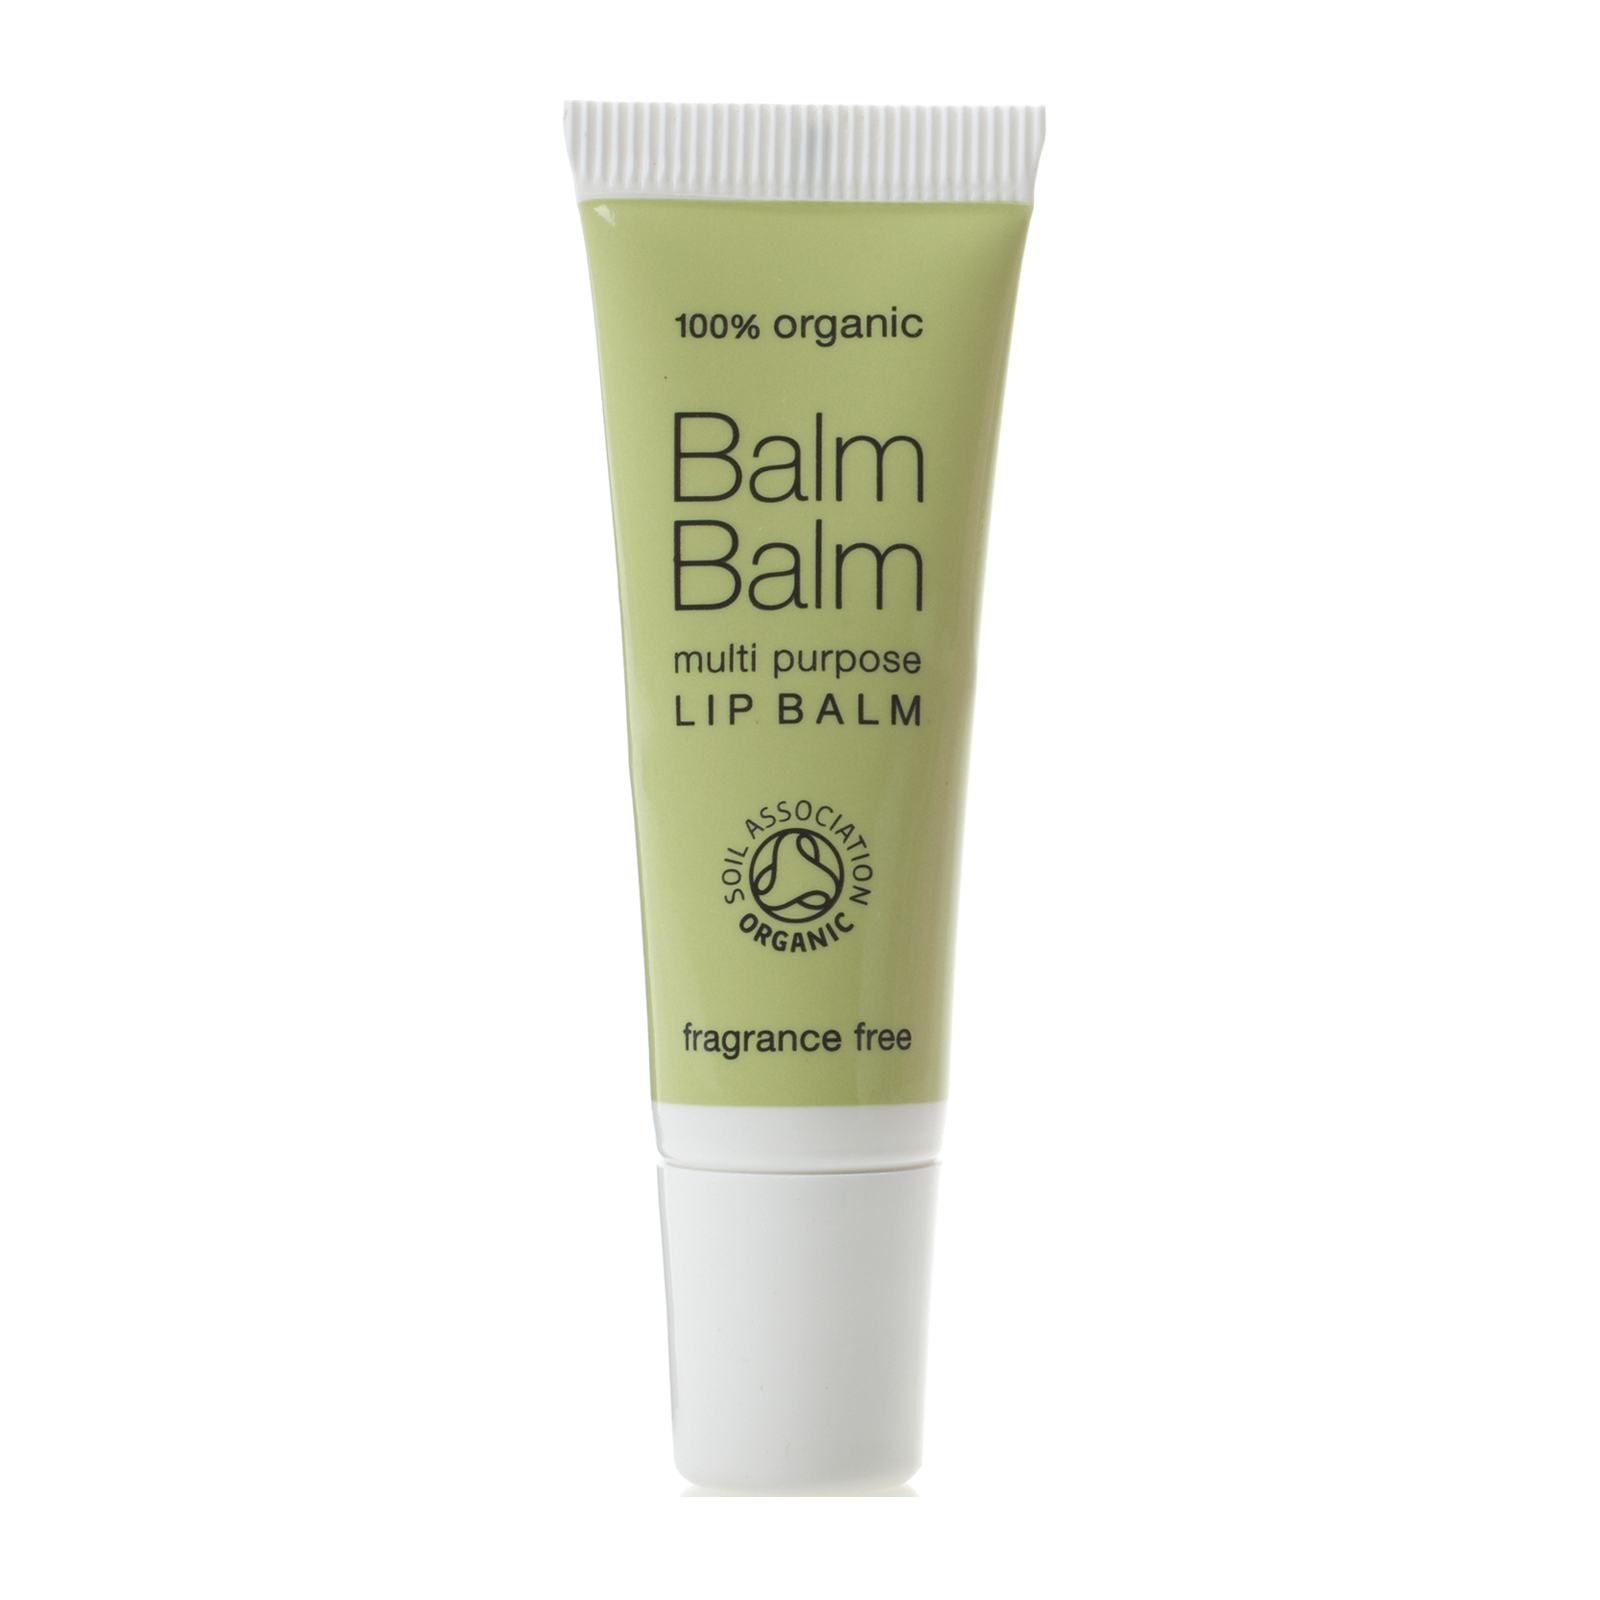 100% organic
Balm
Balm
multi purpose
LIP BALM
SOIL ASSOCIATION
ORGANIC
fragrance free